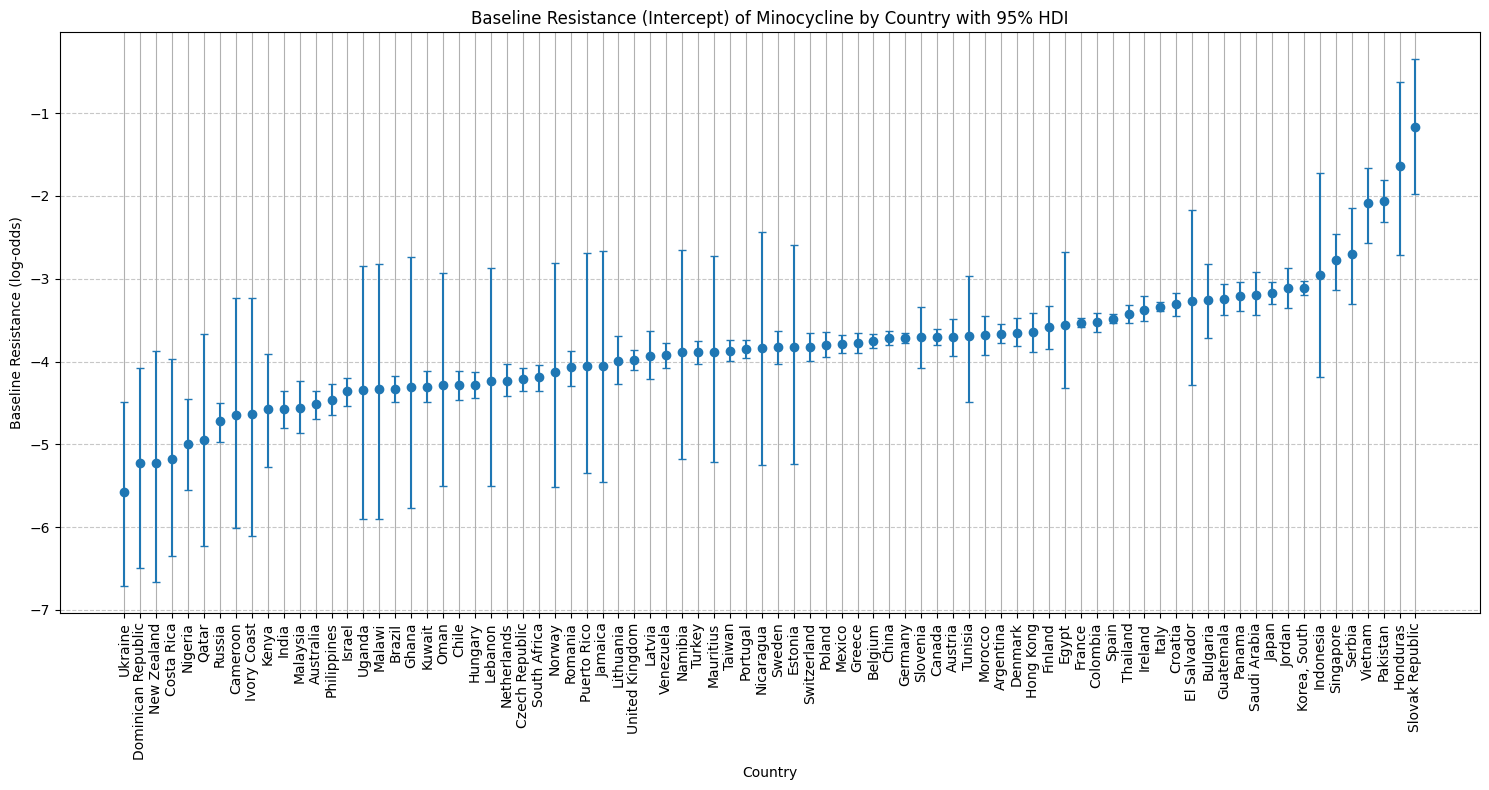 Baseline Resistance (Intercept) of Minocycline by Country with 95% HDI
Baseline Resistance (log-odds)
−1
−2
−3
−4
−5
−6
−7
Ukraine
Dominican Republic
New Zealand
Costa Rica
Nigeria
Qatar
Russia
Cameroon
Ivory Coast
Kenya
India
Malaysia
Australia
Philippines
Israel
Uganda
Malawi
Brazil
Ghana
Kuwait
Oman
Chile
Hungary
Lebanon
Netherlands
Czech Republic
South Africa
Norway
Romania
Puerto Rico
Jamaica
Lithuania
United Kingdom
Latvia
Venezuela
Namibia
Turkey
Mauritius
Taiwan
Portugal
Nicaragua
Sweden
Estonia
Switzerland
Poland
Mexico
Greece
Belgium
China
Germany
Slovenia
Canada
Austria
Tunisia
Morocco
Argentina
Denmark
Hong Kong
Finland
Egypt
France
Colombia
Spain
Thailand
Ireland
Italy
Croatia
El Salvador
Bulgaria
Guatemala
Panama
Saudi Arabia
Japan
Jordan
Korea, South
Indonesia
Singapore
Serbia
Vietnam
Pakistan
Honduras
Slovak Republic
Country